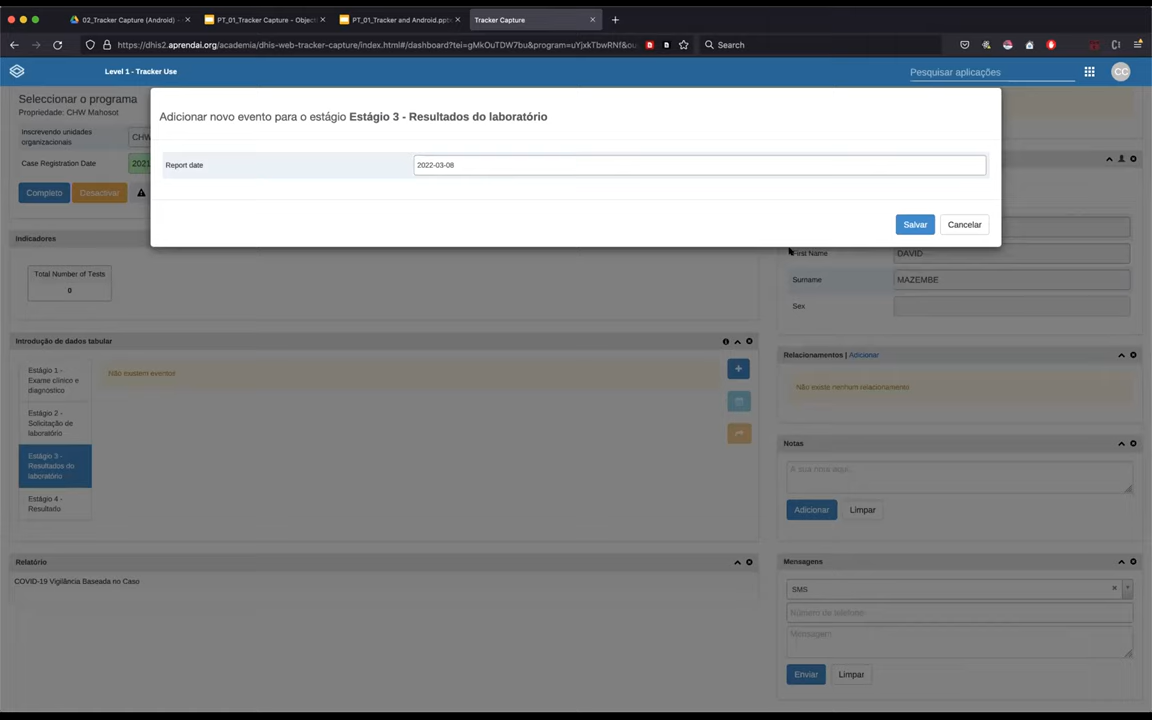 02_Tracker Capture (Android) -
PT_01_Tracker Capture - Object
PT_01_Tracker and Android.ppt
Tracker Capture
https://dhis2.aprendai.org/academia/dhis-web-tracker-capture/index.html#/dashboard?tei=gMkOuTDW7bu&program=uYjxkTbwRNf&ou
Search
Level 1 - Tracker Use
Pesquisar aplicações
CC
Seleccionar o programa
Propriedade: CHW Mahosot
Inscrevendo unidades
organizacionais
CHW
Case Registration Date
2021
Completo
Desactivar
Adicionar novo evento para o estágio Estágio 3 - Resultados do laboratório
Report date
2022-03-08
Salvar
Cancelar
Indicadores
Total Number of Tests
0
First Name
DAVID
Surname
MAZEMBE
Sex
Introdução de dados tabular
Estágio 1 -
Exame clínico e
diagnóstico
Não existem eventos
Estágio 2 -
Solicitação de
laboratório
Estágio 3 -
Resultados do
laboratório
Estágio 4 -
Resultado
Relacionamentos | Adicionar
Não existe nenhum relacionamento
Notas
A sua nota aqui..
Adicionar
Limpar
Relatório
COVID-19 Vigilância Baseada no Caso
Mensagens
SMS
Número de telefone
Mensagem
Enviar
Limpar